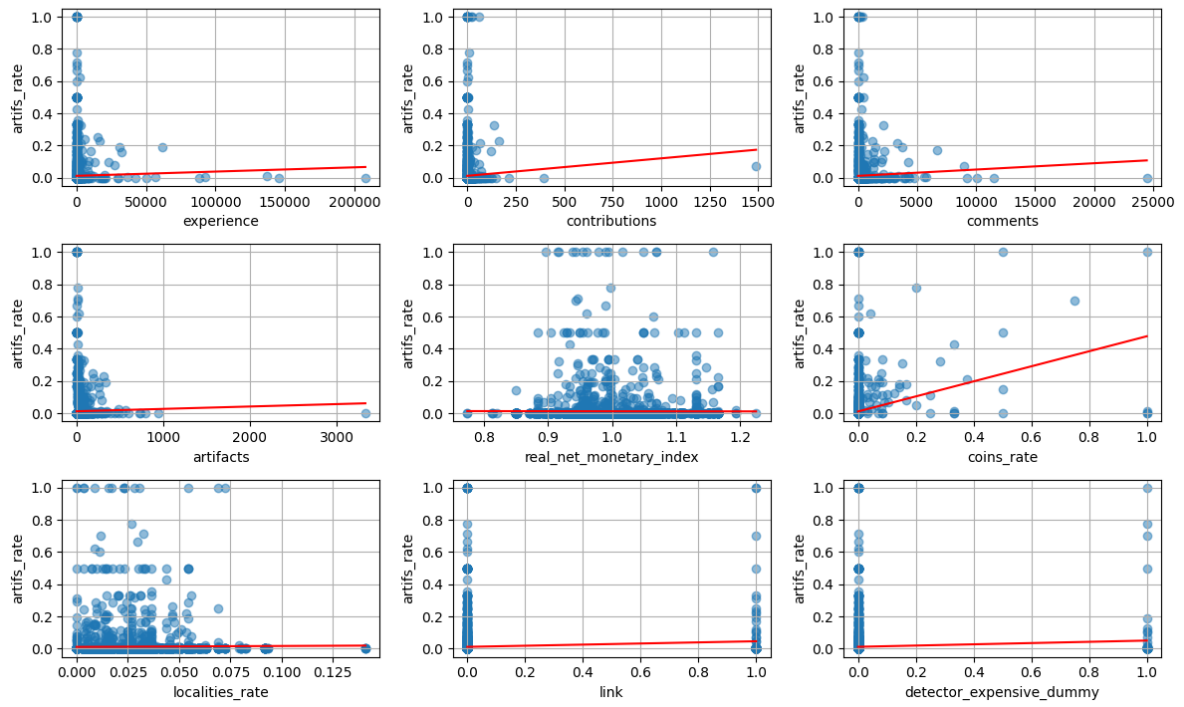 artifs_rate
1.0
0.8
0.6
0.4
0.2
0.0
0 50000 100000 150000 200000
experience
artifs_rate
1.0
0.8
0.6
0.4
0.2
0.0
0 250 500 750 1000 1250 1500
contributions
artifs_rate
1.0
0.8
0.6
0.4
0.2
0.0
0 5000 10000 15000 20000 25000
comments
artifs_rate
1.0
0.8
0.6
0.4
0.2
0.0
0 1000 2000 3000
artifacts
artifs_rate
1.0
0.8
0.6
0.4
0.2
0.0
0.8 0.9 1.0 1.1 1.2
real_net_monetary_index
artifs_rate
1.0
0.8
0.6
0.4
0.2
0.0
0.0 0.2 0.4 0.6 0.8 1.0
coins_rate
artifs_rate
1.0
0.8
0.6
0.4
0.2
0.0
0.000 0.025 0.050 0.075 0.100 0.125
localities_rate
artifs_rate
1.0
0.8
0.6
0.4
0.2
0.0
0.0 0.2 0.4 0.6 0.8 1.0
link
artifs_rate
1.0
0.8
0.6
0.4
0.2
0.0
0.0 0.2 0.4 0.6 0.8 1.0
detector_expensive_dummy